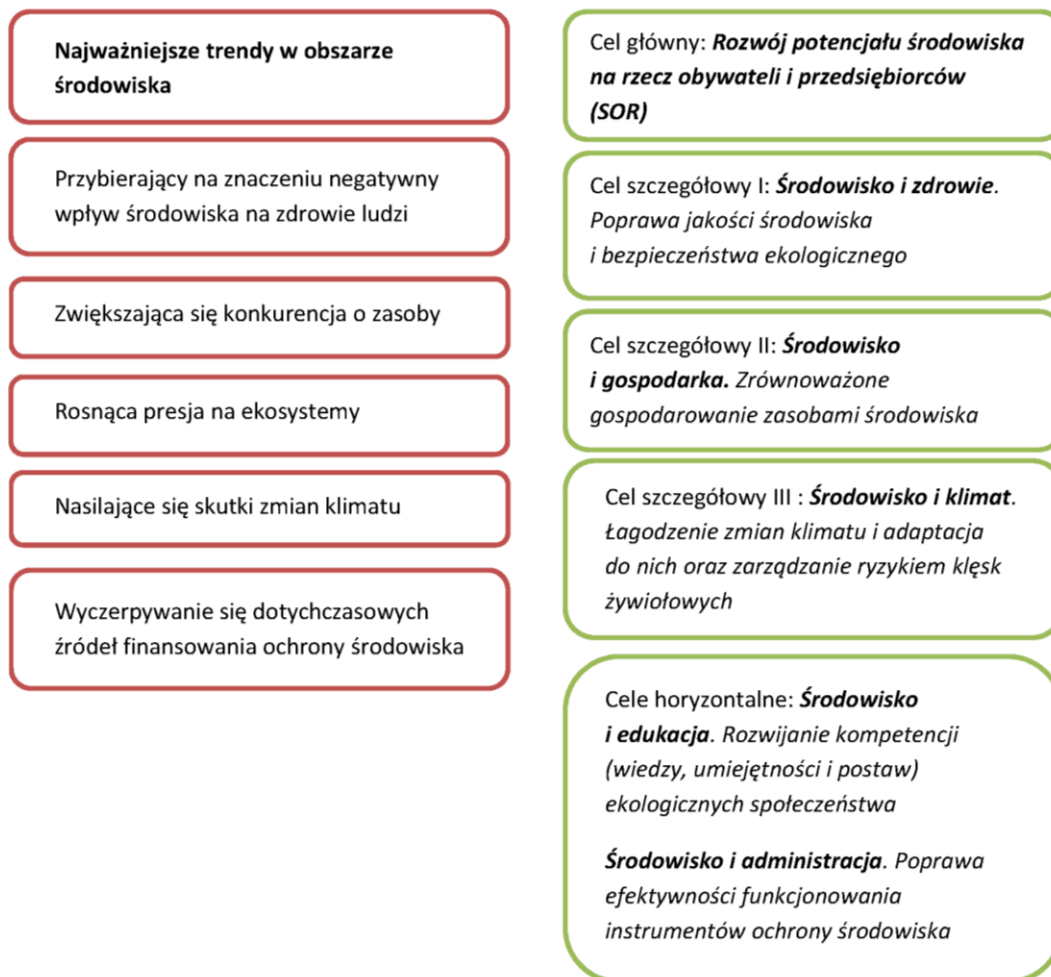 Najważniejsze trendy w obszarze
środowiska
Przybierający na znaczeniu negatywny
wpływ środowiska na zdrowie ludzi
Zwiększająca się konkurencja o zasoby
Rosnąca presja na ekosystemy
Nasilające się skutki zmian klimatu
Wyczerpywanie się dotychczasowych
źródeł finansowania ochrony środowiska
Cel główny: Rozwój potencjału środowiska
na rzecz obywateli i przedsiębiorców
(SOR)
Cel szczegółowy I: Środowisko i zdrowie.
Poprawa jakości środowiska
i bezpieczeństwa ekologicznego
Cel szczegółowy II: Środowisko
i gospodarka. Zrównoważone
gospodarowanie zasobami środowiska
Cel szczegółowy III : Środowisko i klimat.
Łagodzenie zmian klimatu i adaptacja
do nich oraz zarządzanie ryzykiem klęsk
żywiołowych
Cele horyzontalne: Środowisko
i edukacja. Rozwijanie kompetencji
(wiedzy, umiejętności i postaw)
ekologicznych społeczeństwa
Środowisko i administracja. Poprawa
efektywności funkcjonowania
instrumentów ochrony środowiska